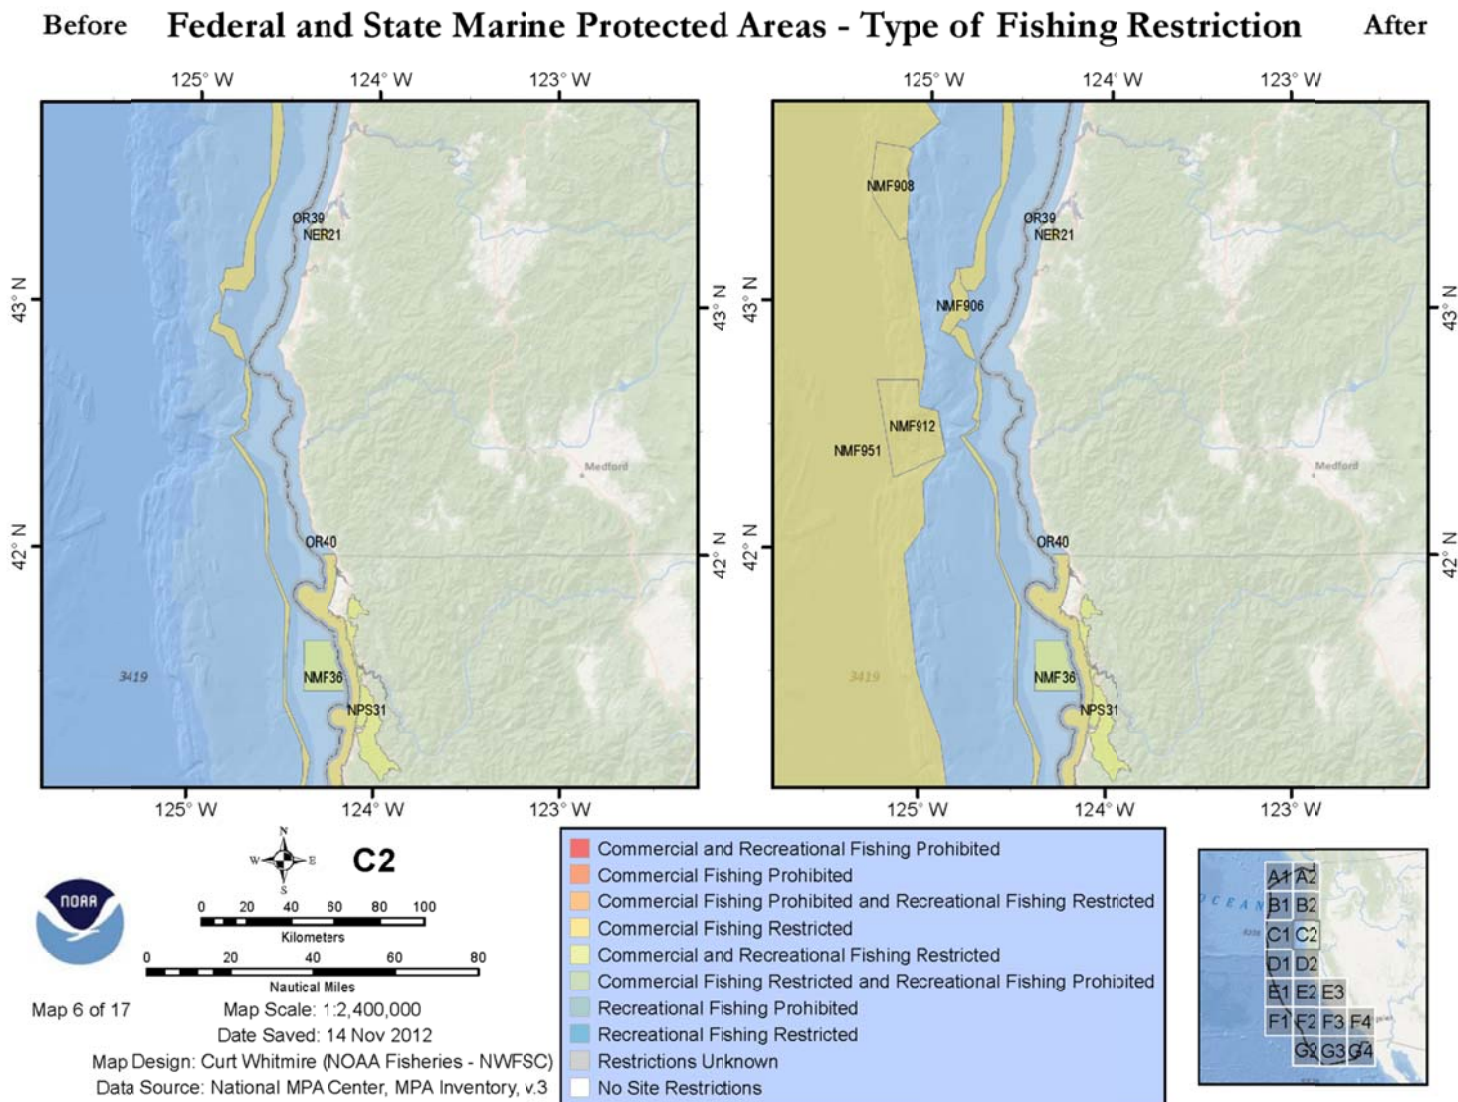 Before Federal and State Marine Protected Areas - Type of Fishing Restriction After
125° W 124° W 123° W 125° W 124° W 123° W
NMF908
OR39 OR39
NER21 NER21
43° N 43° N 43° N
NMF906
NMF912
NMF951
Medford Medford
42° N 42° N 42° N
OR40 OR40
3419 NMF36 3419 NMF36
NPS31 NPS31
125° W 124° W 123° W 125° W 124° W 123° W
N
W E
S
C2
0 20 40 60 80 100
Kilometers
0 20 40 60 80
Nautical Miles
NOAA
Map 6 of 17
Map Scale: 1:2,400,000
Date Saved: 14 Nov 2012
Map Design: Curt Whitmire (NOAA Fisheries - NWFSC)
Data Source: National MPA Center, MPA Inventory, v.3
Commercial and Recreational Fishing Prohibited
Commercial Fishing Prohibited
Commercial Fishing Prohibited and Recreational Fishing Restricted
Commercial Fishing Restricted
Commercial and Recreational Fishing Restricted
Commercial Fishing Restricted and Recreational Fishing Prohibited
Recreational Fishing Prohibited
Recreational Fishing Restricted
Restrictions Unknown
No Site Restrictions
A1 A2
OCEAN B1 B2
C1 C2
D1 D2
E1 E2 E3
F1 F2 F3 F4
G2 G3 G4